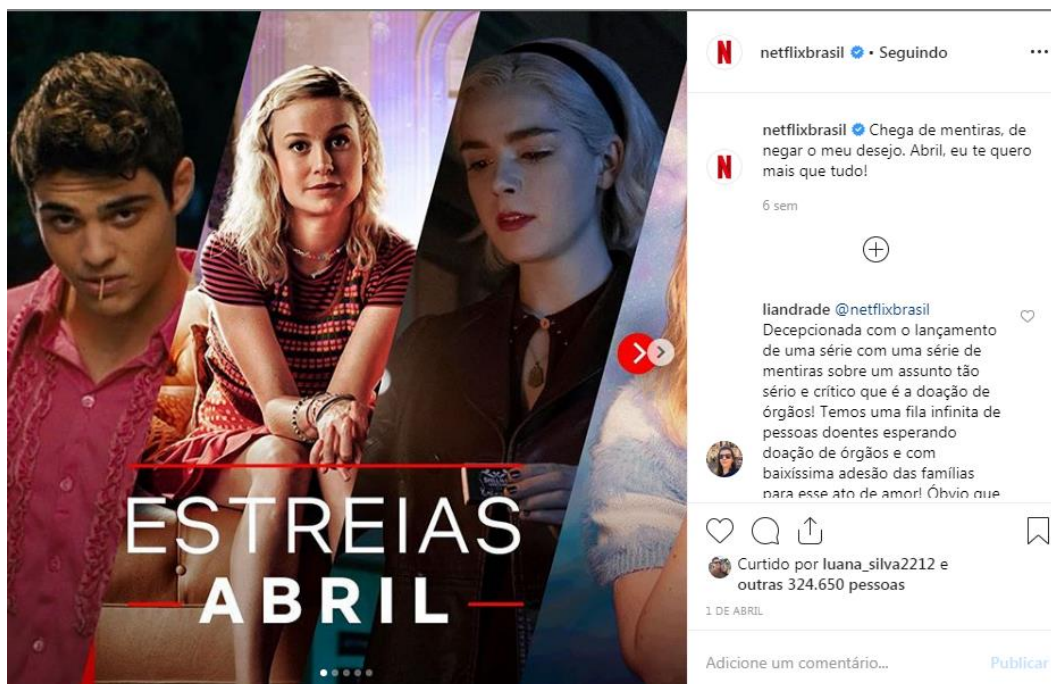 ESTREIAS
ABRIL
netflixbrasil • Seguindo
netflixbrasil Chega de mentiras, de
negar o meu desejo. Abril, eu te quero
mais que tudo!
6 sem
liandrade @netflixbrasil
Decepcionada com o lançamento
de uma série com uma série de
mentiras sobre um assunto tão
sério e crítico que é a doação de
órgãos! Temos uma fila infinita de
pessoas doentes esperando
doação de órgãos e com
baixíssima adesão das famílias
para esse ato de amor! Óbvio que
Curtido por luana_silva2212 e
outras 324.650 pessoas
1 DE ABRIL
Adicione um comentário...
Publicar